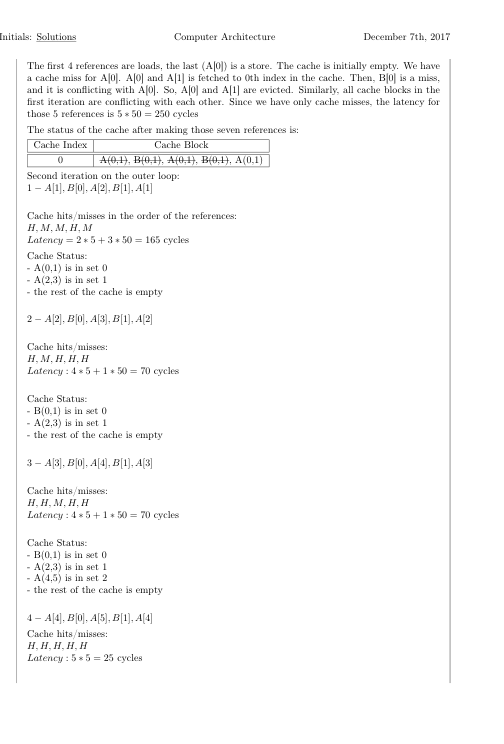 Initials: Solutions Computer Architecture December 7th, 2017
The first 4 references are loads, the last (A[0]) is a store. The cache is initially empty. We have
a cache miss for A[0]. A[0] and A[1] is fetched to 0th index in the cache. Then, B[0] is a miss,
and it is conflicting with A[0]. So, A[0] and A[1] are evicted. Similarly, all cache blocks in the
first iteration are conflicting with each other. Since we have only cache misses, the latency for
those 5 references is 5 ∗ 50 = 250 cycles
The status of the cache after making those seven references is:
Cache Index Cache Block
0 A(0,1), B(0,1), A(0,1), B(0,1), A(0,1)
Second iteration on the outer loop:
1 − A[1], B[0], A[2], B[1], A[1]
Cache hits/misses in the order of the references:
H, M, M, H, M
Latency = 2 ∗ 5 + 3 ∗ 50 = 165 cycles
Cache Status:
- A(0,1) is in set 0
- A(2,3) is in set 1
- the rest of the cache is empty
2 − A[2], B[0], A[3], B[1], A[2]
Cache hits/misses:
H, M, H, H, H
Latency : 4 ∗ 5 + 1 ∗ 50 = 70 cycles
Cache Status:
- B(0,1) is in set 0
- A(2,3) is in set 1
- the rest of the cache is empty
3 − A[3], B[0], A[4], B[1], A[3]
Cache hits/misses:
H, H, M, H, H
Latency : 4 ∗ 5 + 1 ∗ 50 = 70 cycles
Cache Status:
- B(0,1) is in set 0
- A(2,3) is in set 1
- A(4,5) is in set 2
- the rest of the cache is empty
4 − A[4], B[0], A[5], B[1], A[4]
Cache hits/misses:
H, H, H, H, H
Latency : 5 ∗ 5 = 25 cycles